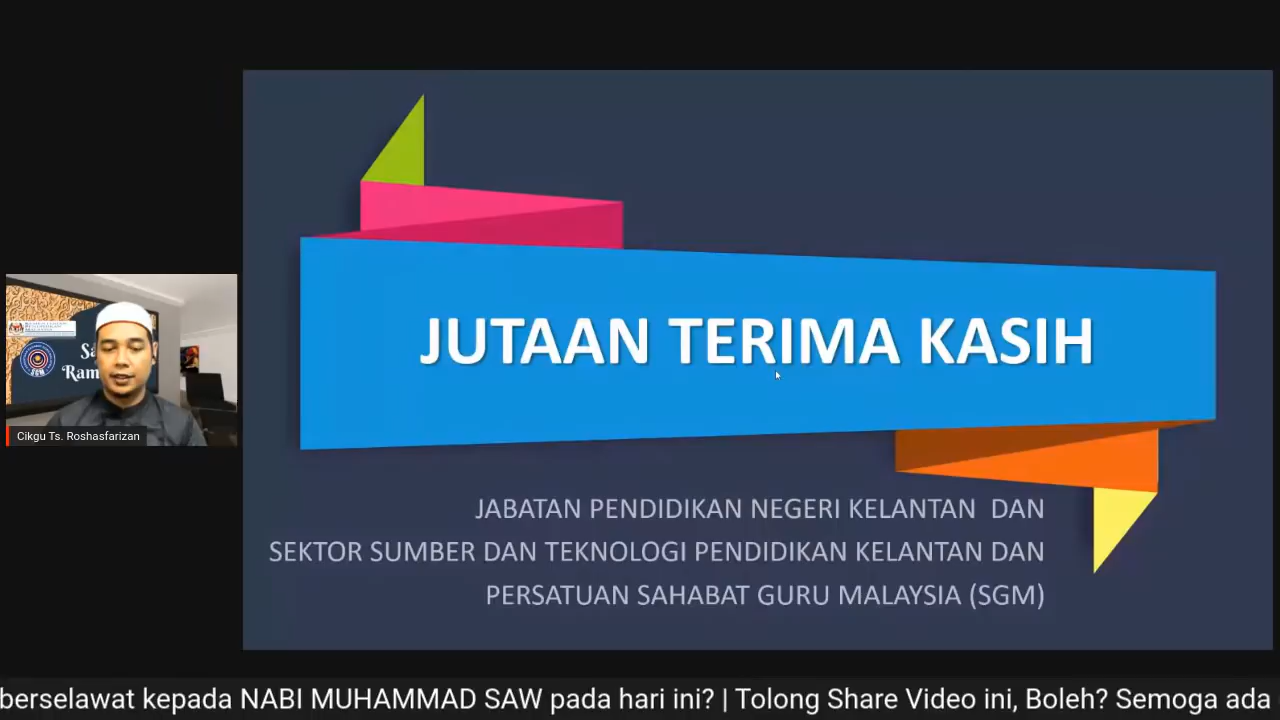 JUTAAN TERIMA KASIH
JABATAN PENDIDIKAN NEGERI KELANTAN DAN
SEKTOR SUMBER DAN TEKNOLOGI PENDIDIKAN KELANTAN DAN
PERSATUAN SAHABAT GURU MALAYSIA (SGM)
SGM
Cikgu Ts. Roshasfarizan
berselawat kepada NABI MUHAMMAD SAW pada hari ini? | Tolong Share Video ini, Boleh? Semoga ada